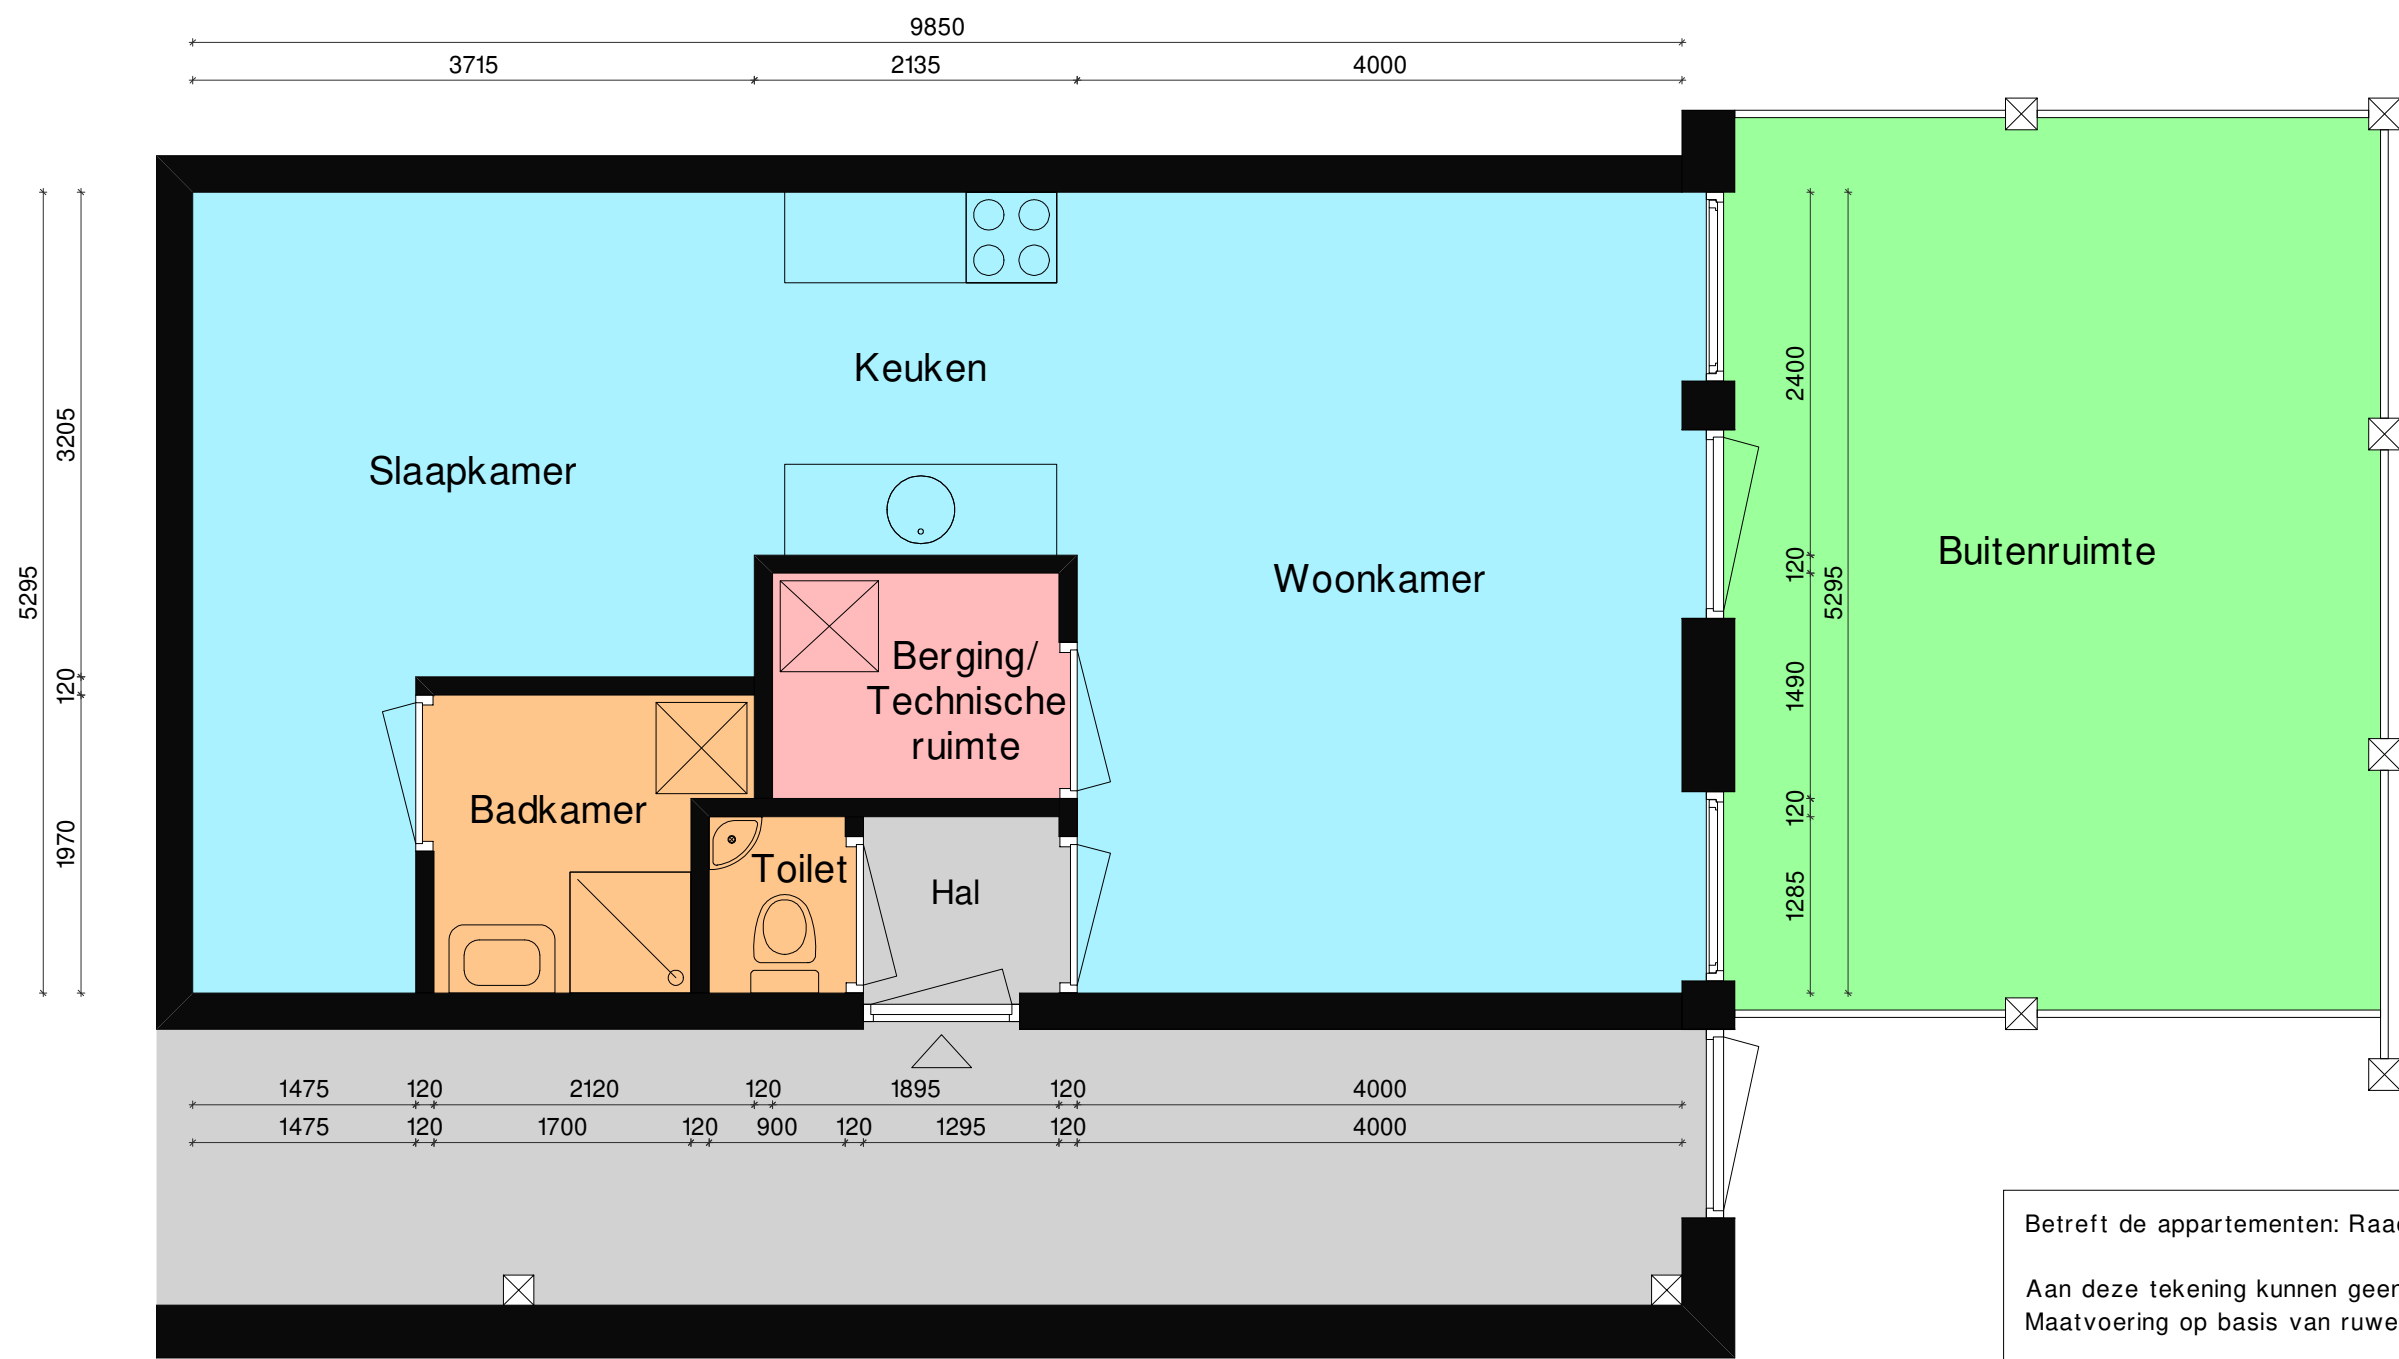 9850
3715 2135 4000
Keuken
Slaapkamer
Woonkamer
Buitenruimte
Berging/
Technische
ruimte
Badkamer
Toilet
Hal
5295
3205
120
1970
2400
120
5295
1490
120
1285
1475 120 2120 120 1895 120 4000
1475 120 1700 120 900 120 1295 120 4000
Betreft de appartementen:
Aan deze tekening kunnen
Maatvoering op basis van